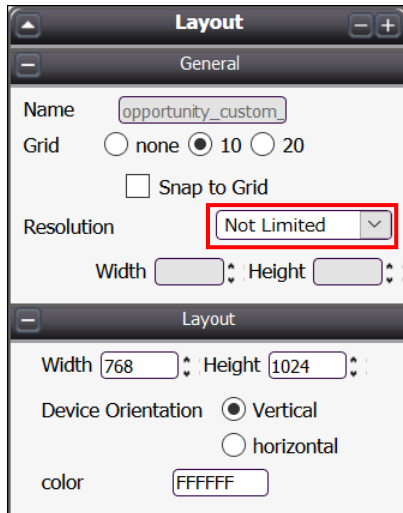 Layout
General
Name opportunity_custom_
Grid none 10 20
Snap to Grid
Resolution Not Limited
Width Height
Layout
Width 768 Height 1024
Device Orientation Vertical
horizontal
color FFFFFF